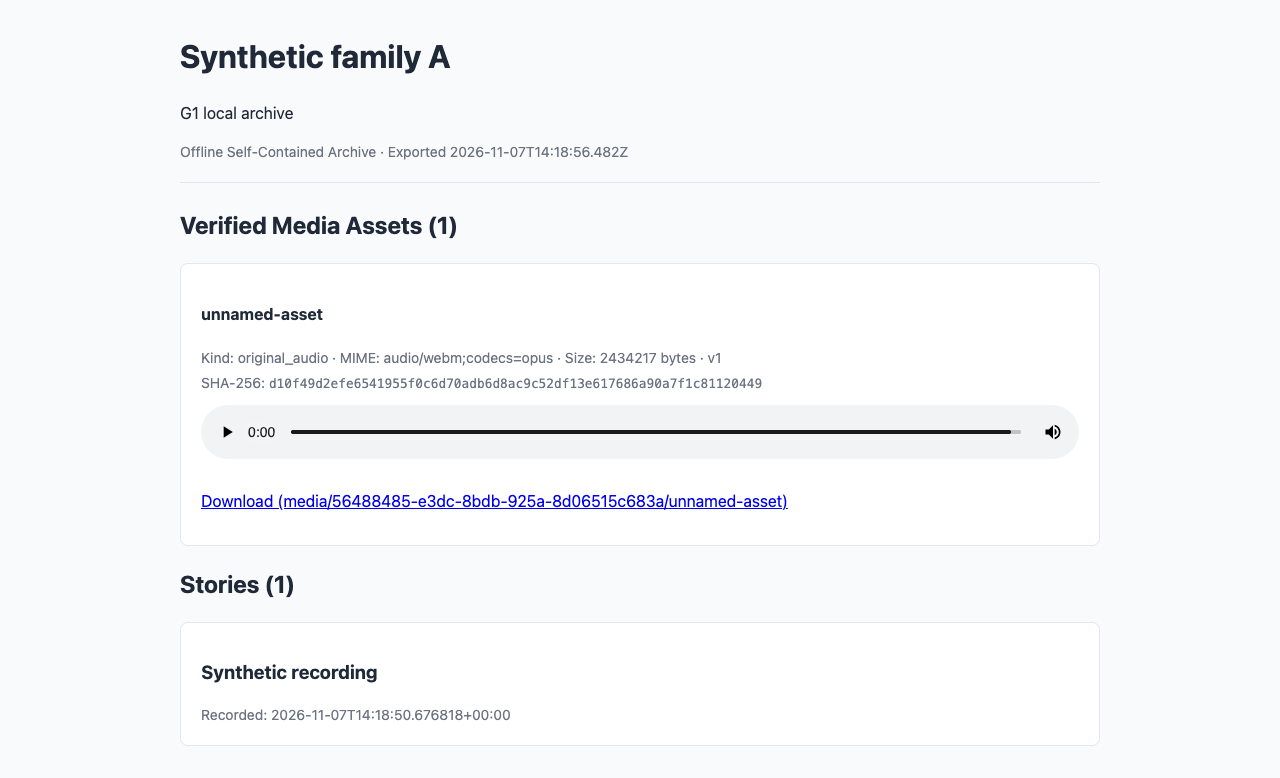 Synthetic family A
G1 local archive
Offline Self-Contained Archive · Exported 2026-11-07T14:18:56.482Z
Verified Media Assets (1)
unnamed-asset
Kind: original_audio · MIME: audio/webm;codecs=opus · Size: 2434217 bytes · v1
SHA-256: d10f49d2efe6541955f0c6d70adb6d8ac9c52df13e617686a90a7f1c81120449
0:00
Download (media/56488485-e3dc-8bdb-925a-8d06515c683a/unnamed-asset)
Stories (1)
Synthetic recording
Recorded: 2026-11-07T14:18:50.676818+00:00